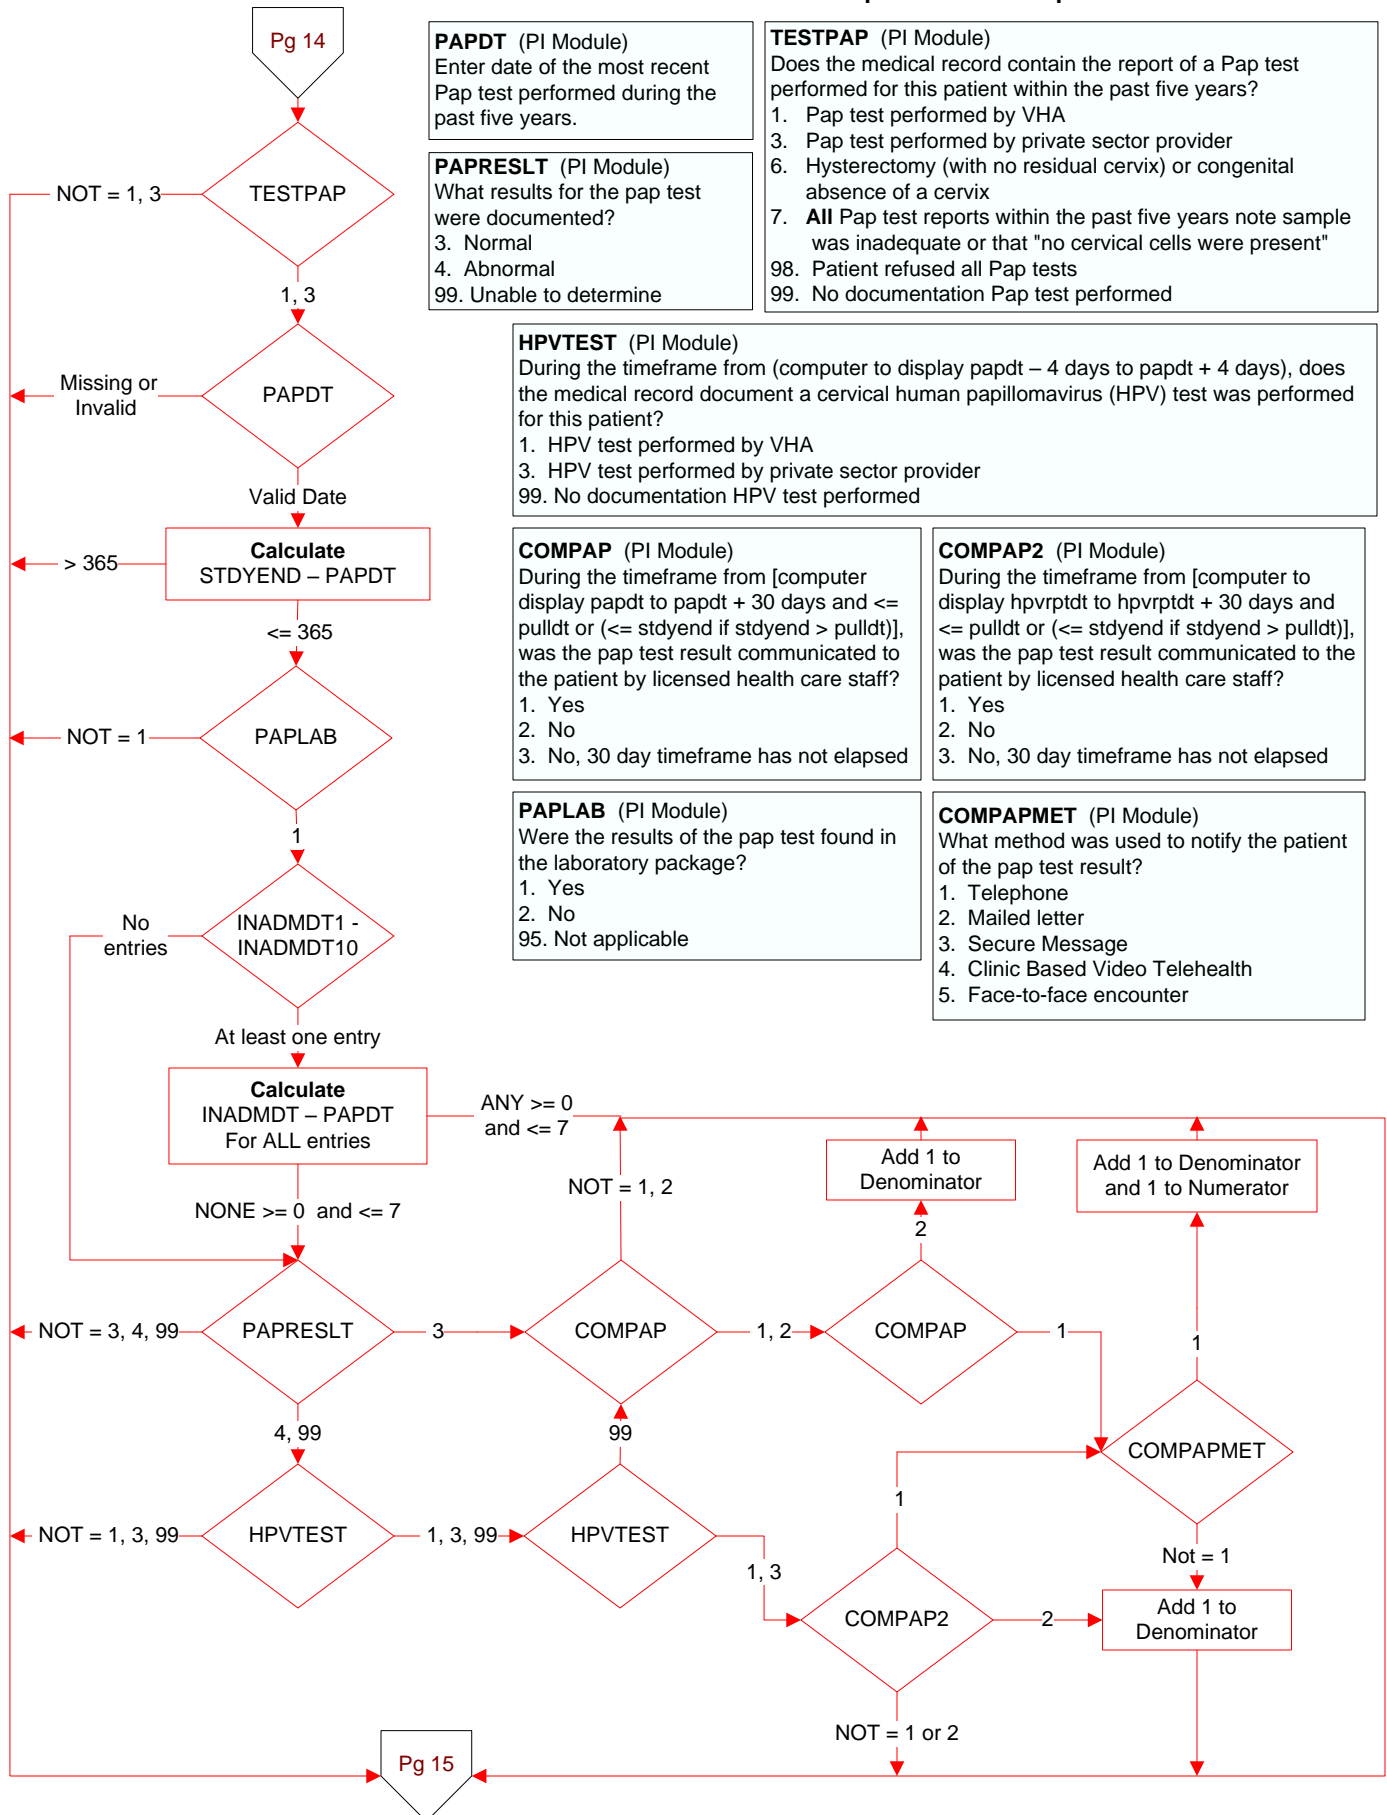 Pg 14
PAPDT (PI Module)
Enter date of the most recent
Pap test performed during the
past five years.
TESTPAP (PI Module)
Does the medical record contain the report of a Pap test
performed for this patient within the past five years?
1. Pap test performed by VHA
3. Pap test performed by private sector provider
6. Hysterectomy (with no residual cervix) or congenital
absence of a cervix
7. All Pap test reports within the past five years note sample
was inadequate or that "no cervical cells were present"
98. Patient refused all Pap tests
99. No documentation Pap test performed
PAPRESLT (PI Module)
What results for the pap test
were documented?
3. Normal
4. Abnormal
99. Unable to determine
NOT = 1, 3
TESTPAP
1, 3
HPVTEST (PI Module)
During the timeframe from (computer to display papdt – 4 days to papdt + 4 days), does
the medical record document a cervical human papillomavirus (HPV) test was performed
for this patient?
1. HPV test performed by VHA
3. HPV test performed by private sector provider
99. No documentation HPV test performed
Missing or
Invalid
PAPDT
Valid Date
COMPAP (PI Module)
During the timeframe from [computer
display papdt to papdt + 30 days and <=
pulldt or (<= stdyend if stdyend > pulldt)],
was the pap test result communicated to
the patient by licensed health care staff?
1. Yes
2. No
3. No, 30 day timeframe has not elapsed
COMPAP2 (PI Module)
During the timeframe from [computer to
display hpvrptdt to hpvrptdt + 30 days and
<= pulldt or (<= stdyend if stdyend > pulldt)],
was the pap test result communicated to the
patient by licensed health care staff?
1. Yes
2. No
3. No, 30 day timeframe has not elapsed
> 365
Calculate
STDYEND – PAPDT
<= 365
NOT = 1
PAPLAB
1
PAPLAB (PI Module)
Were the results of the pap test found in
the laboratory package?
1. Yes
2. No
95. Not applicable
COMPAPMET (PI Module)
What method was used to notify the patient
of the pap test result?
1. Telephone
2. Mailed letter
3. Secure Message
4. Clinic Based Video Telehealth
5. Face-to-face encounter
No
entries
INADMDT1 -
INADMDT10
At least one entry
Calculate
INADMDT – PAPDT
For ALL entries
ANY >= 0
and <= 7
NONE >= 0 and <= 7
NOT = 1, 2
Add 1 to
Denominator
Add 1 to Denominator
and 1 to Numerator
2
NOT = 3, 4, 99
PAPRESLT
3
COMPAP
1, 2
COMPAP
1
1
4, 99
99
COMPAPMET
NOT = 1, 3, 99
HPVTEST
1, 3, 99
HPVTEST
1, 3
1
Not = 1
COMPAP2
2
Add 1 to
Denominator
NOT = 1 or 2
Pg 15